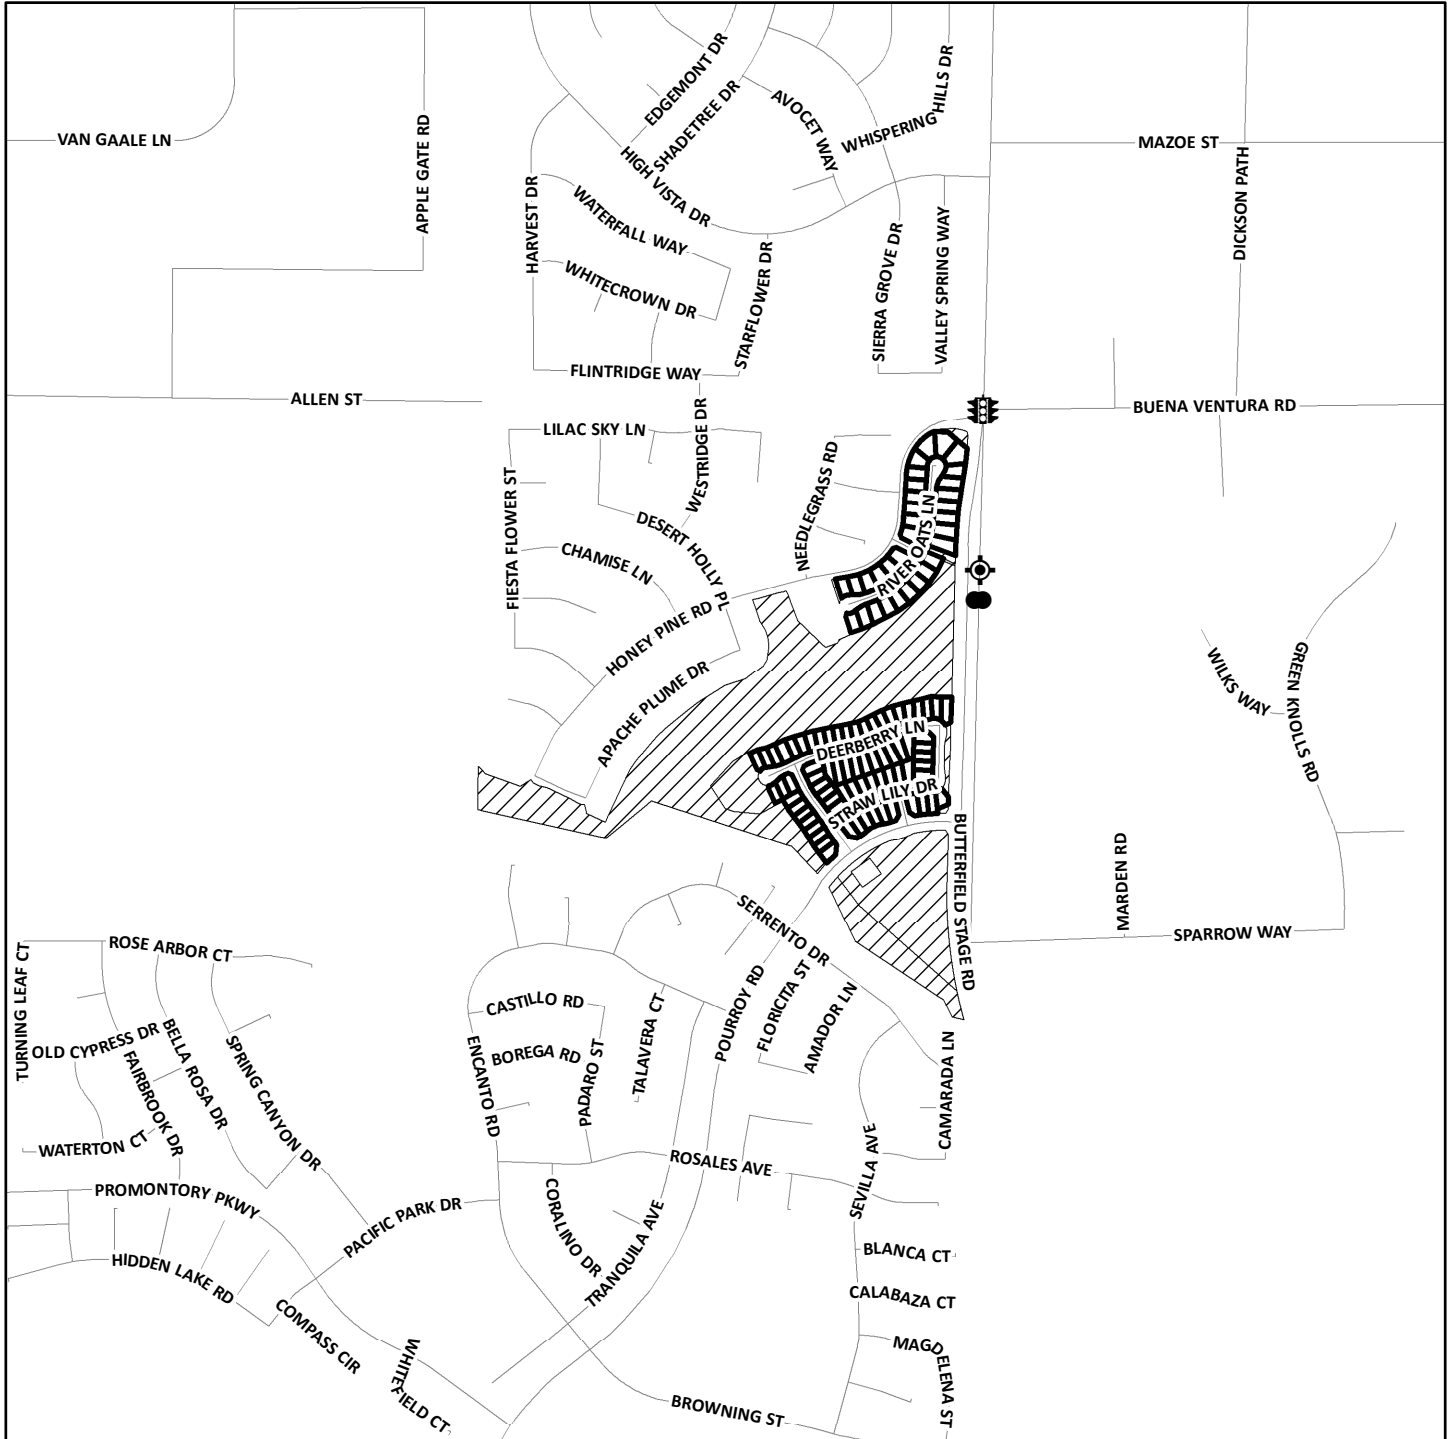 EDGEMONT DR
SHADETREE DR
AVOCET WAY
WHISPERING HILLS DR
VAN GAALE LN
APPLE GATE RD
MAZOE ST
DICKSON PATH
HIGH VISTA DR
HARVEST DR
WATERFALL WAY
WHITECROWN DR
STARFLOWER DR
SIERRA GROVE DR
VALLEY SPRING WAY
FLINTRIDGE WAY
ALLEN ST
BUENA VENTURA RD
LILAC SKY LN
WESTRIDGE DR
NEEDLEGRASS RD
FIESTA FLOWER ST
DESERT HOLLY PL
CHAMISE LN
RIVER OATS LN
HONEY PINE RD
APACHE PLUME DR
WILKS WAY
GREEN KNOLLS RD
DEERBERRY LN
STRAW LILY DR
BUTTERFIELD STAGE RD
MARDEN RD
SPARROW WAY
SERRENTO DR
ROSE ARBOR CT
TURNING LEAF CT
OLD CYPRESS DR
BELLA ROSA DR
FAIRBROOK DR
SPRING CANYON DR
WATERTON CT
CASTILLO RD
BOREGA RD
ENCANTO RD
PADARO ST
TALAVERA CT
POURROY RD
FLORICITA ST
AMADOR LN
CAMARADA LN
ROSALES AVE
SEVILLA AVE
PROMONTORY PKWY
PACIFIC PARK DR
CORALINO DR
TRANQUILA AVE
HIDDEN LAKE RD
COMPASS CIR
WHITEFIELD CT
BLANCA CT
CALABAZA CT
MAGDELENA ST
BROWNING ST